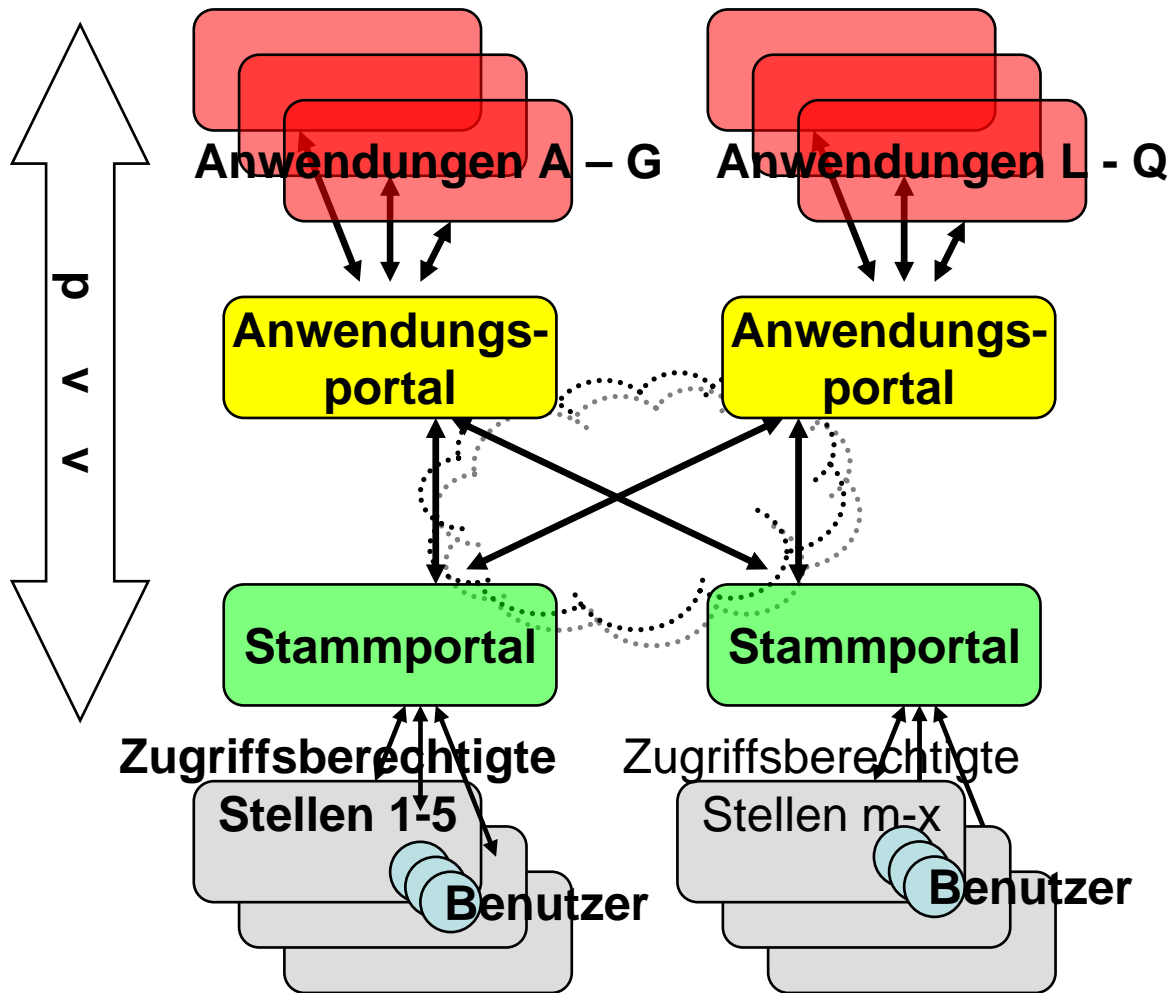 Anwendungen A – G
Anwendungen L - Q
p v v
Anwendungs-
portal
Anwendungs-
portal
Stammportal
Stammportal
Zugriffsberechtigte
Stellen 1-5
Zugriffsberechtigte
Stellen m-x
Benutzer
Benutzer